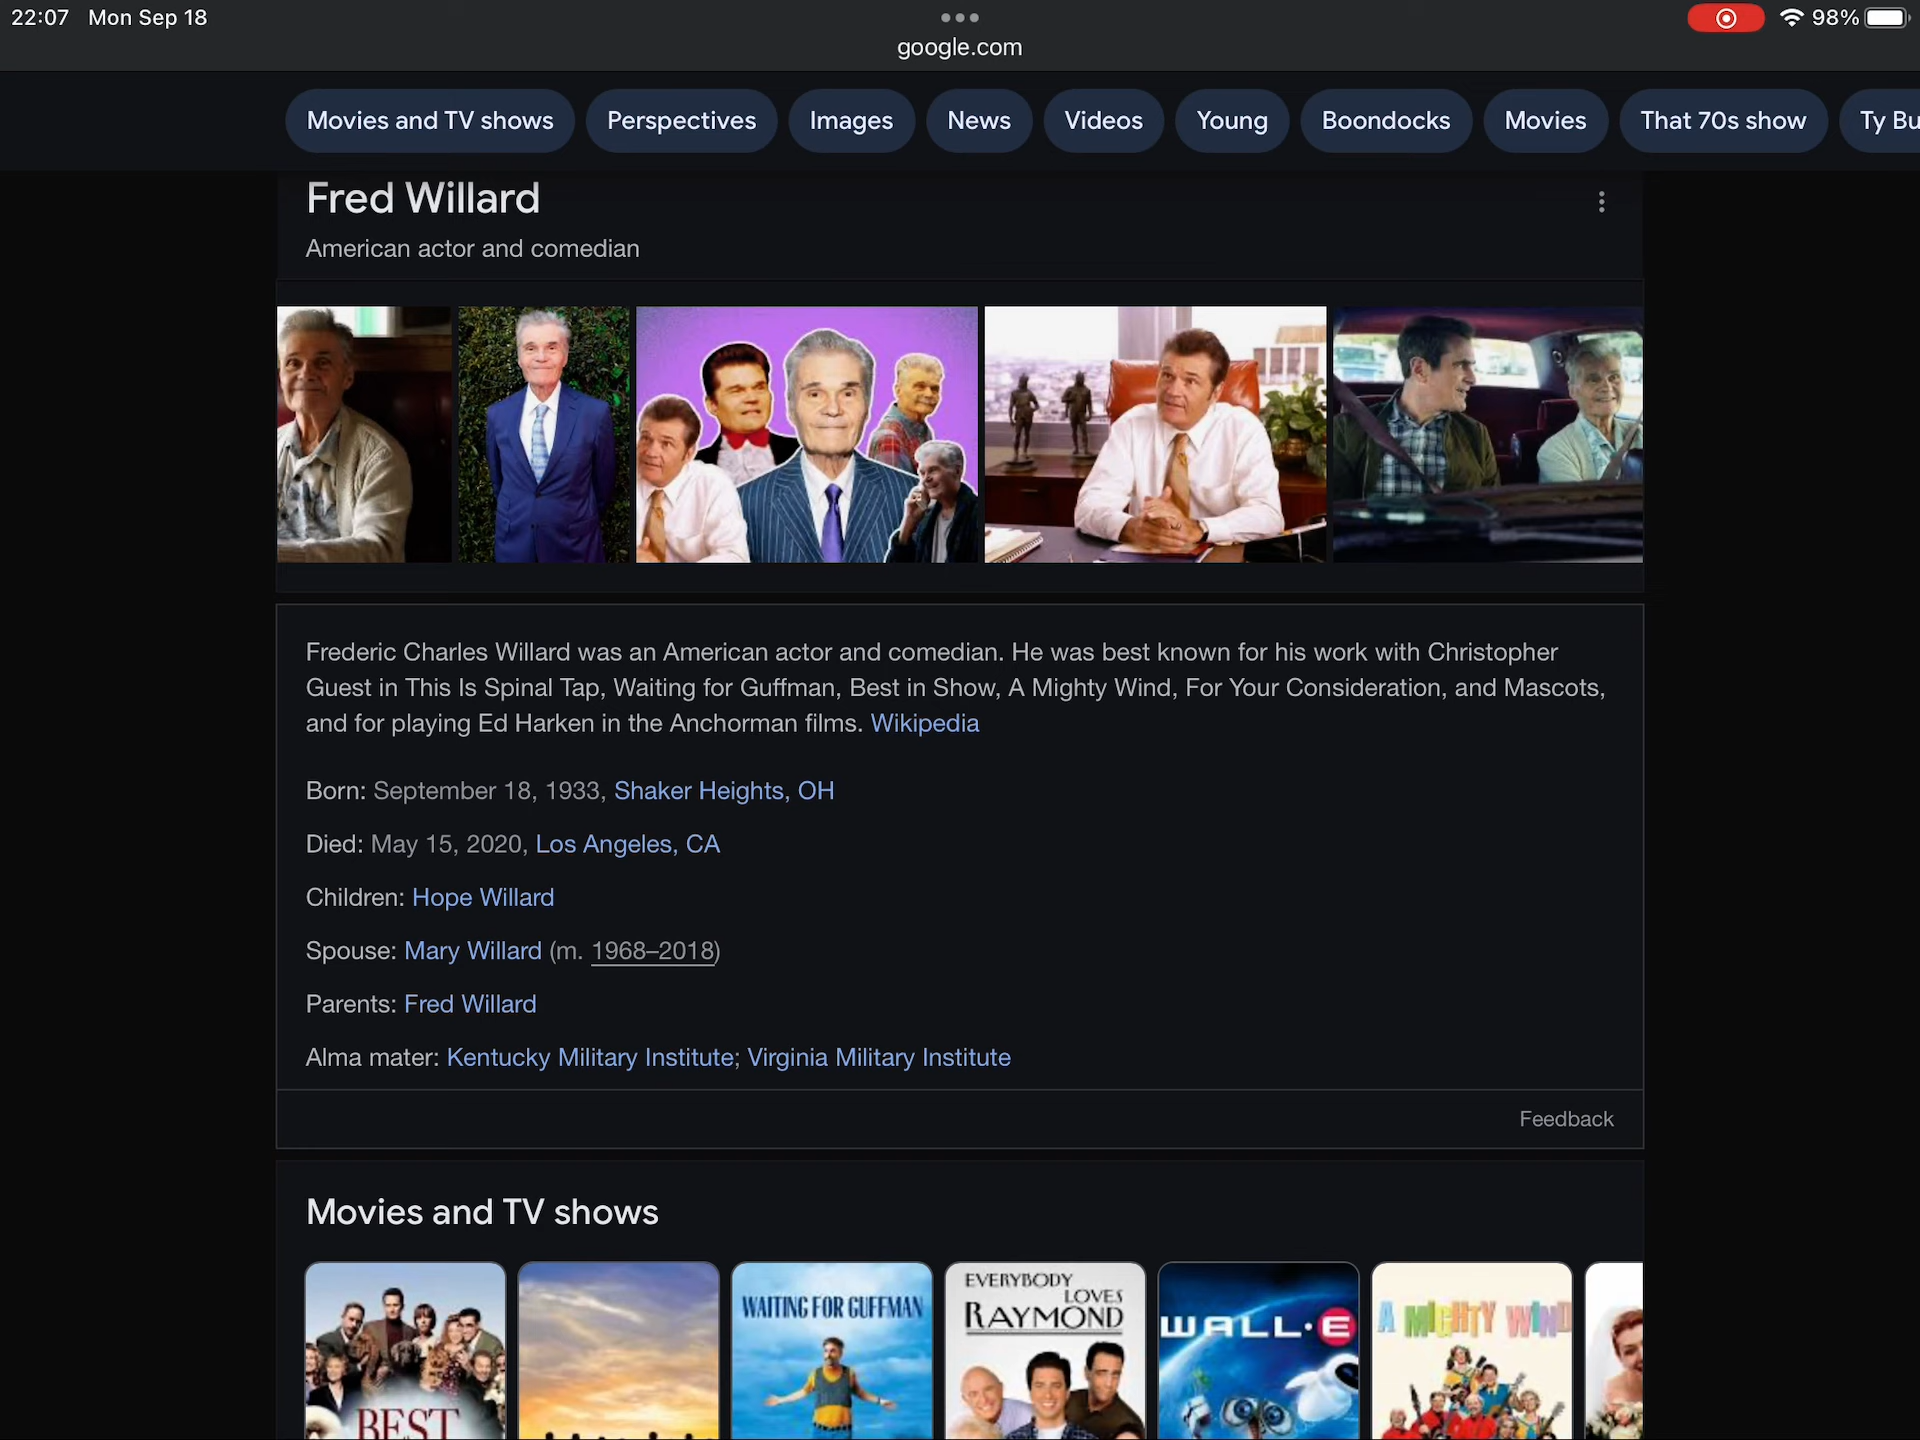 22:07 Mon Sep 18
98%
google.com
Movies and TV shows Perspectives Images News Videos Young Boondocks Movies That 70s show Ty Bu
Fred Willard
American actor and comedian
Frederic Charles Willard was an American actor and comedian. He was best known for his work with Christopher
Guest in This Is Spinal Tap, Waiting for Guffman, Best in Show, A Mighty Wind, For Your Consideration, and Mascots,
and for playing Ed Harken in the Anchorman films. Wikipedia
Born: September 18, 1933, Shaker Heights, OH
Died: May 15, 2020, Los Angeles, CA
Children: Hope Willard
Spouse: Mary Willard (m. 1968–2018)
Parents: Fred Willard
Alma mater: Kentucky Military Institute; Virginia Military Institute
Feedback
Movies and TV shows
BEST
WAITING FOR GUFFMAN
EVERYBODY
LOVES
RAYMOND
WALL·E
A MIGHTY WIND